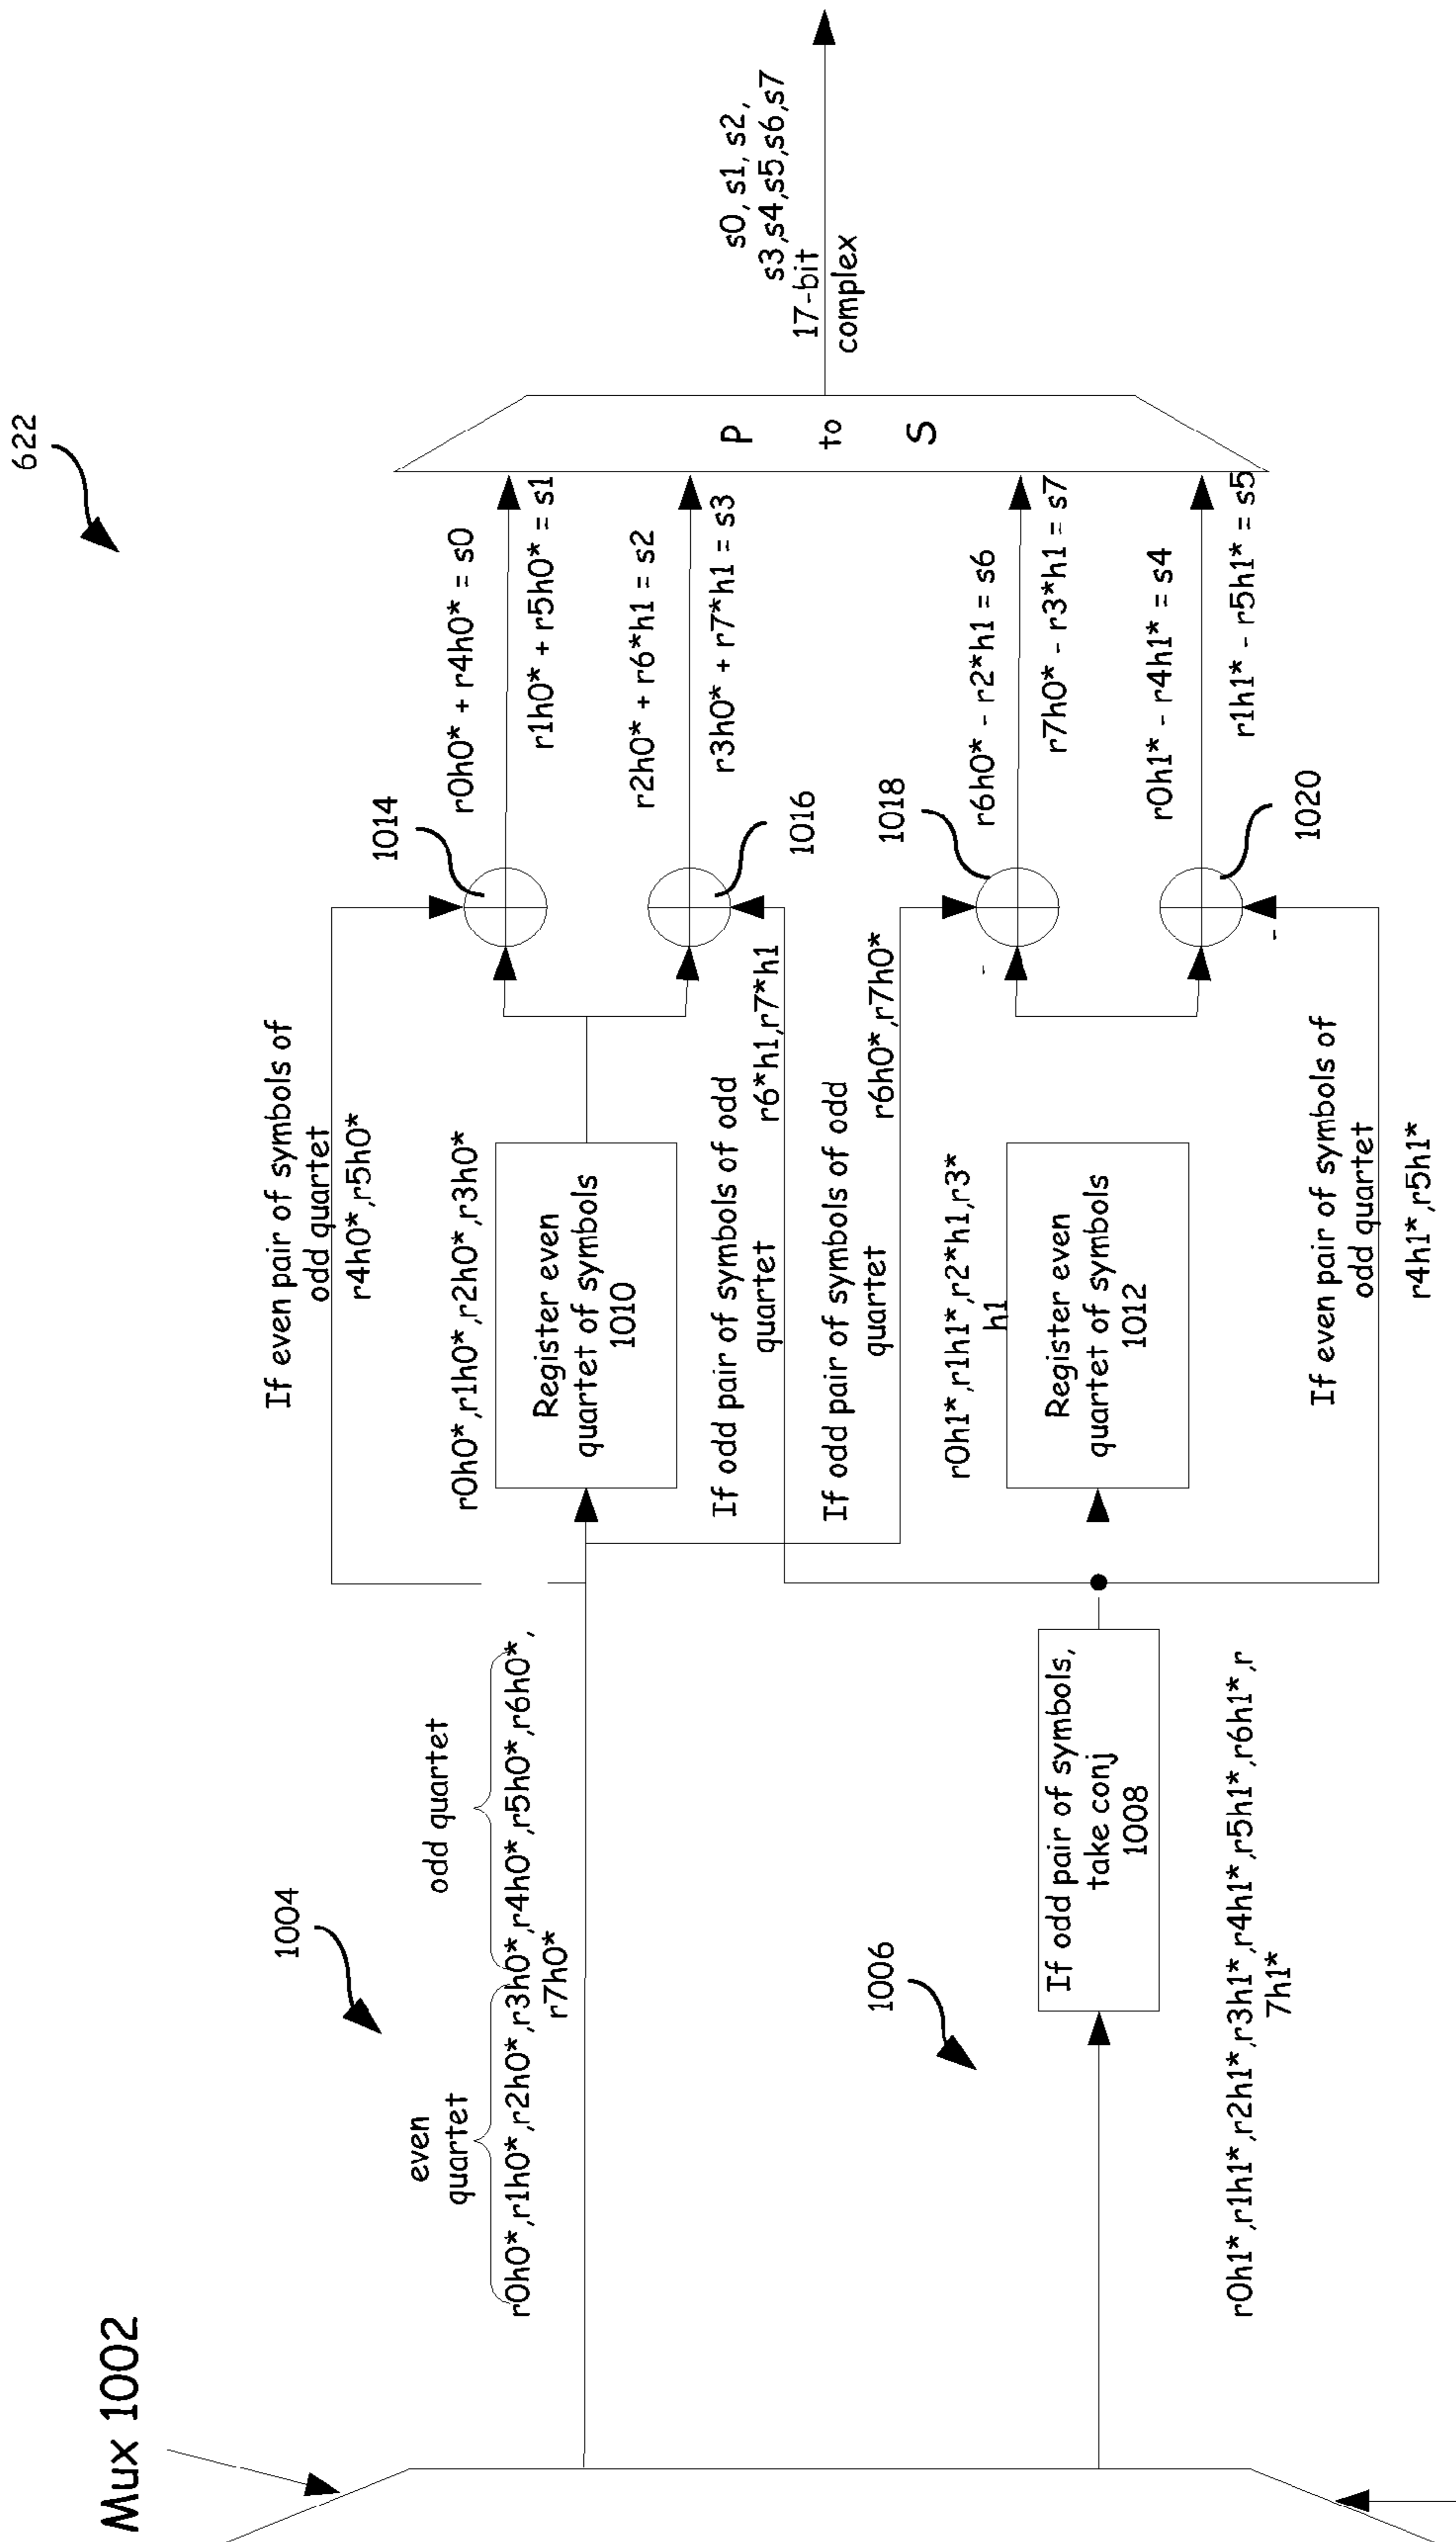 622
Mux 1002
1004
even
quartet
odd quartet
r0h0*,r1h0*,r2h0*,r3h0*,r4h0*,r5h0*,r6h0*,
r7h0*
1006
If odd pair of symbols,
take conj
1008
r0h1*,r1h1*,r2h1*,r3h1*,r4h1*,r5h1*,r6h1*,r
7h1*
If even pair of symbols of
odd quartet
r4h0*,r5h0*
r0h0*,r1h0*,r2h0*,r3h0*
Register even
quartet of symbols
1010
If odd pair of symbols of odd
quartet
r6*h1,r7*h1
If odd pair of symbols of odd
quartet
r6h0*,r7h0*
r0h1*,r1h1*,r2*h1,r3*
h1
Register even
quartet of symbols
1012
If even pair of symbols of
odd quartet
r4h1*,r5h1*
1014
1016
1018
-
1020
-
r0h0* + r4h0* = s0
r1h0* + r5h0* = s1
r2h0* + r6*h1 = s2
r3h0* + r7*h1 = s3
r6h0* - r2*h1 = s6
r7h0* - r3*h1 = s7
r0h1* - r4h1* = s4
r1h1* - r5h1* = s5
P
to
S
s0, s1, s2,
s3,s4,s5,s6,s7
17-bit
complex